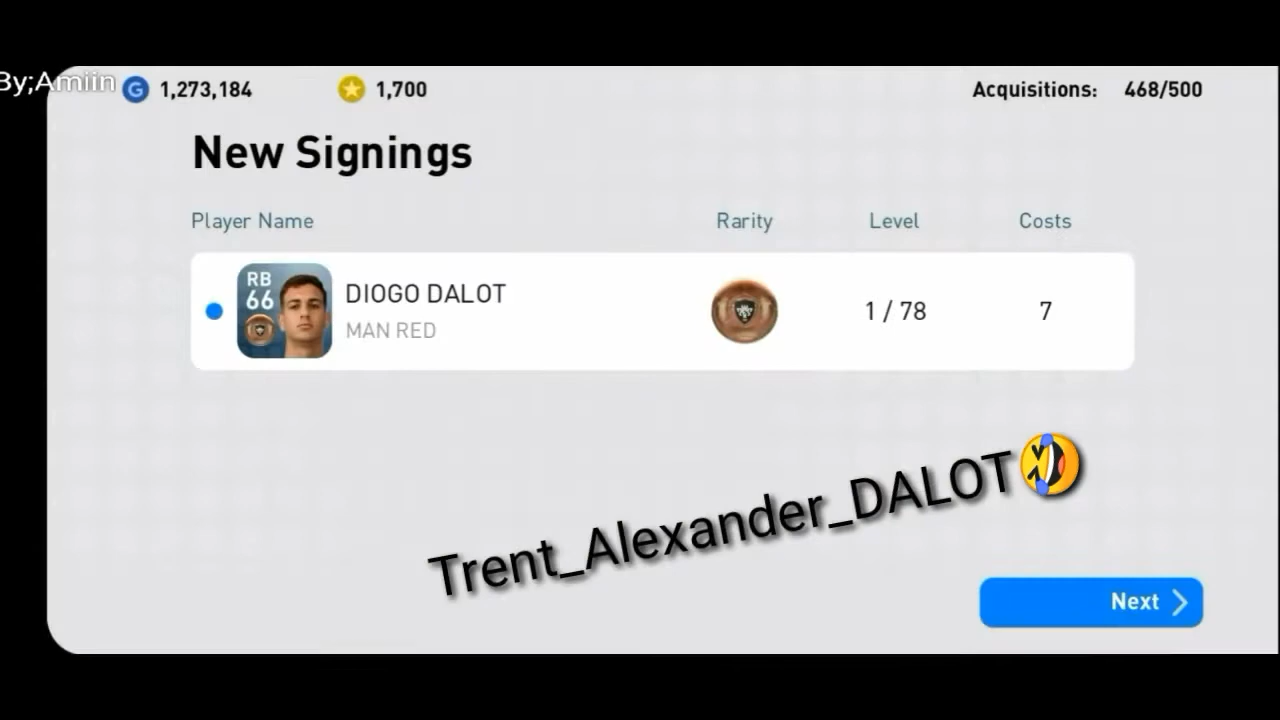 By;Amiin
G 1,273,184 1,700 Acquisitions: 468/500
New Signings
Player Name Rarity Level Costs
RB
66
DIOGO DALOT
MAN RED
1 / 78 7
Trent_Alexander_DALOT🤣
Next